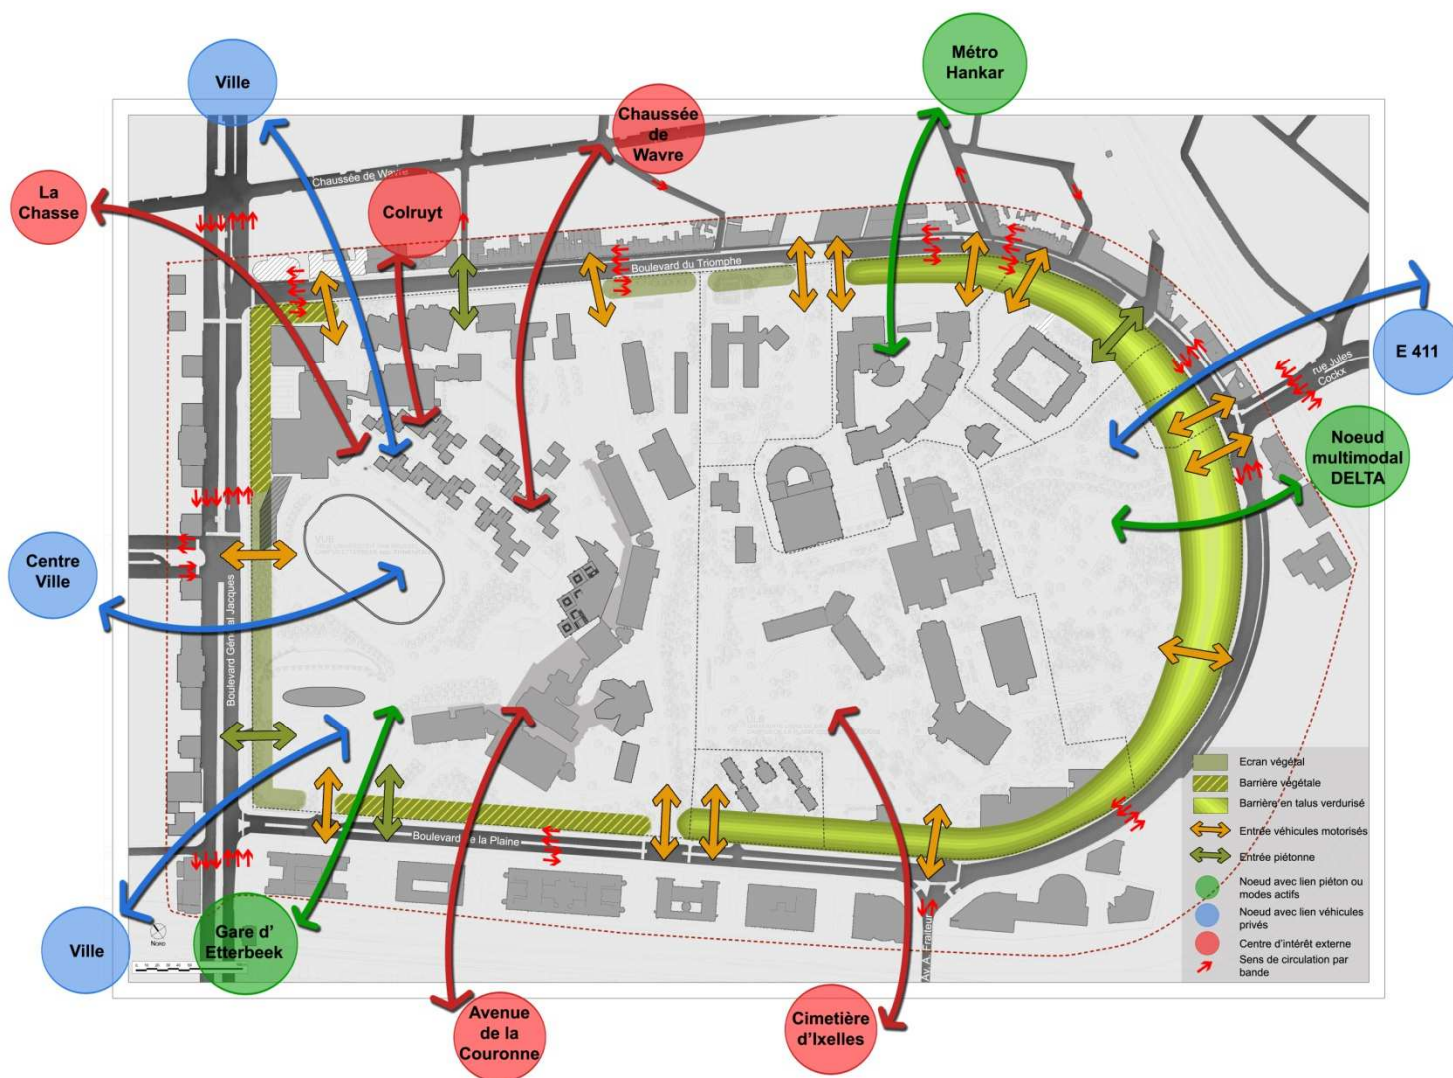 Ville
Métro
Hankar
Chaussée
de
Wavre
La
Chasse
Colruyt
Chaussée de Wavre
Boulevard du Triomphe
E 411
rue Jules
Cockx
Noeud
multimodal
DELTA
Centre
Ville
VUB
Boulevard Général Jacques
Boulevard de la Plaine
Av. A. Fraiteur
Ville
Gare d'
Etterbeek
Avenue
de la
Couronne
Cimetière
d'Ixelles
NORD
Ecran végétal
Barrière végétale
Barrière en talus verdurisé
Entrée véhicules motorisés
Entrée piétonne
Noeud avec lien piéton ou
modes actifs
Noeud avec lien véhicules
privés
Centre d'intérêt externe
Sens de circulation par
bande